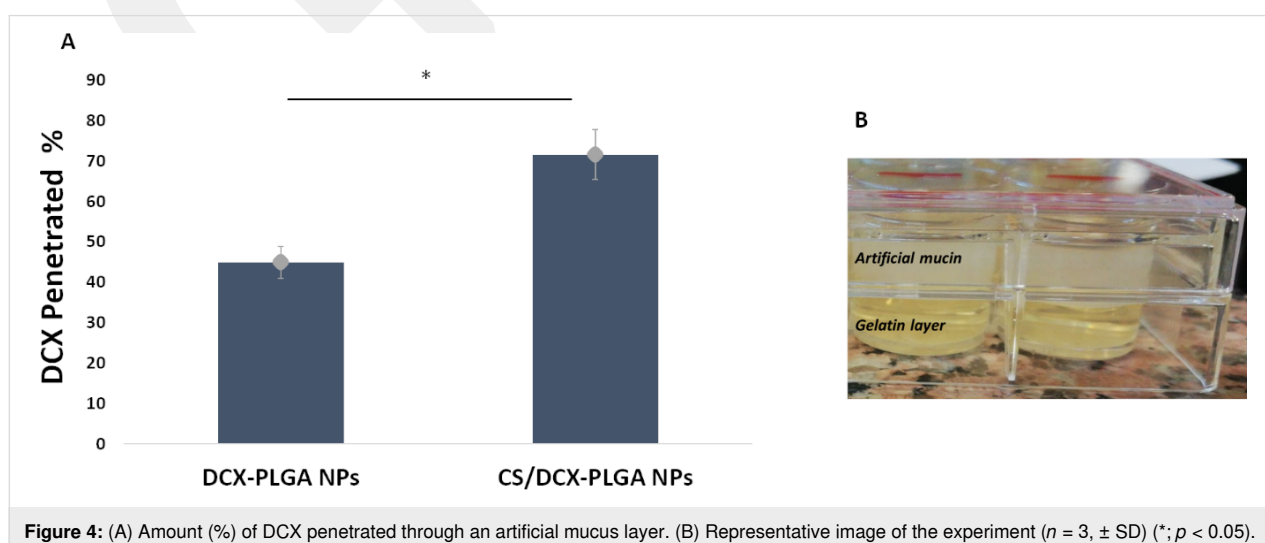 A
*
90
80
70
60
50
40
30
20
10
0
DCX Penetrated %
DCX-PLGA NPs CS/DCX-PLGA NPs
B
Artificial mucin
Gelatin layer
Figure 4: (A) Amount (%) of DCX penetrated through an artificial mucus layer. (B) Representative image of the experiment (n = 3, ± SD) (*; p < 0.05).